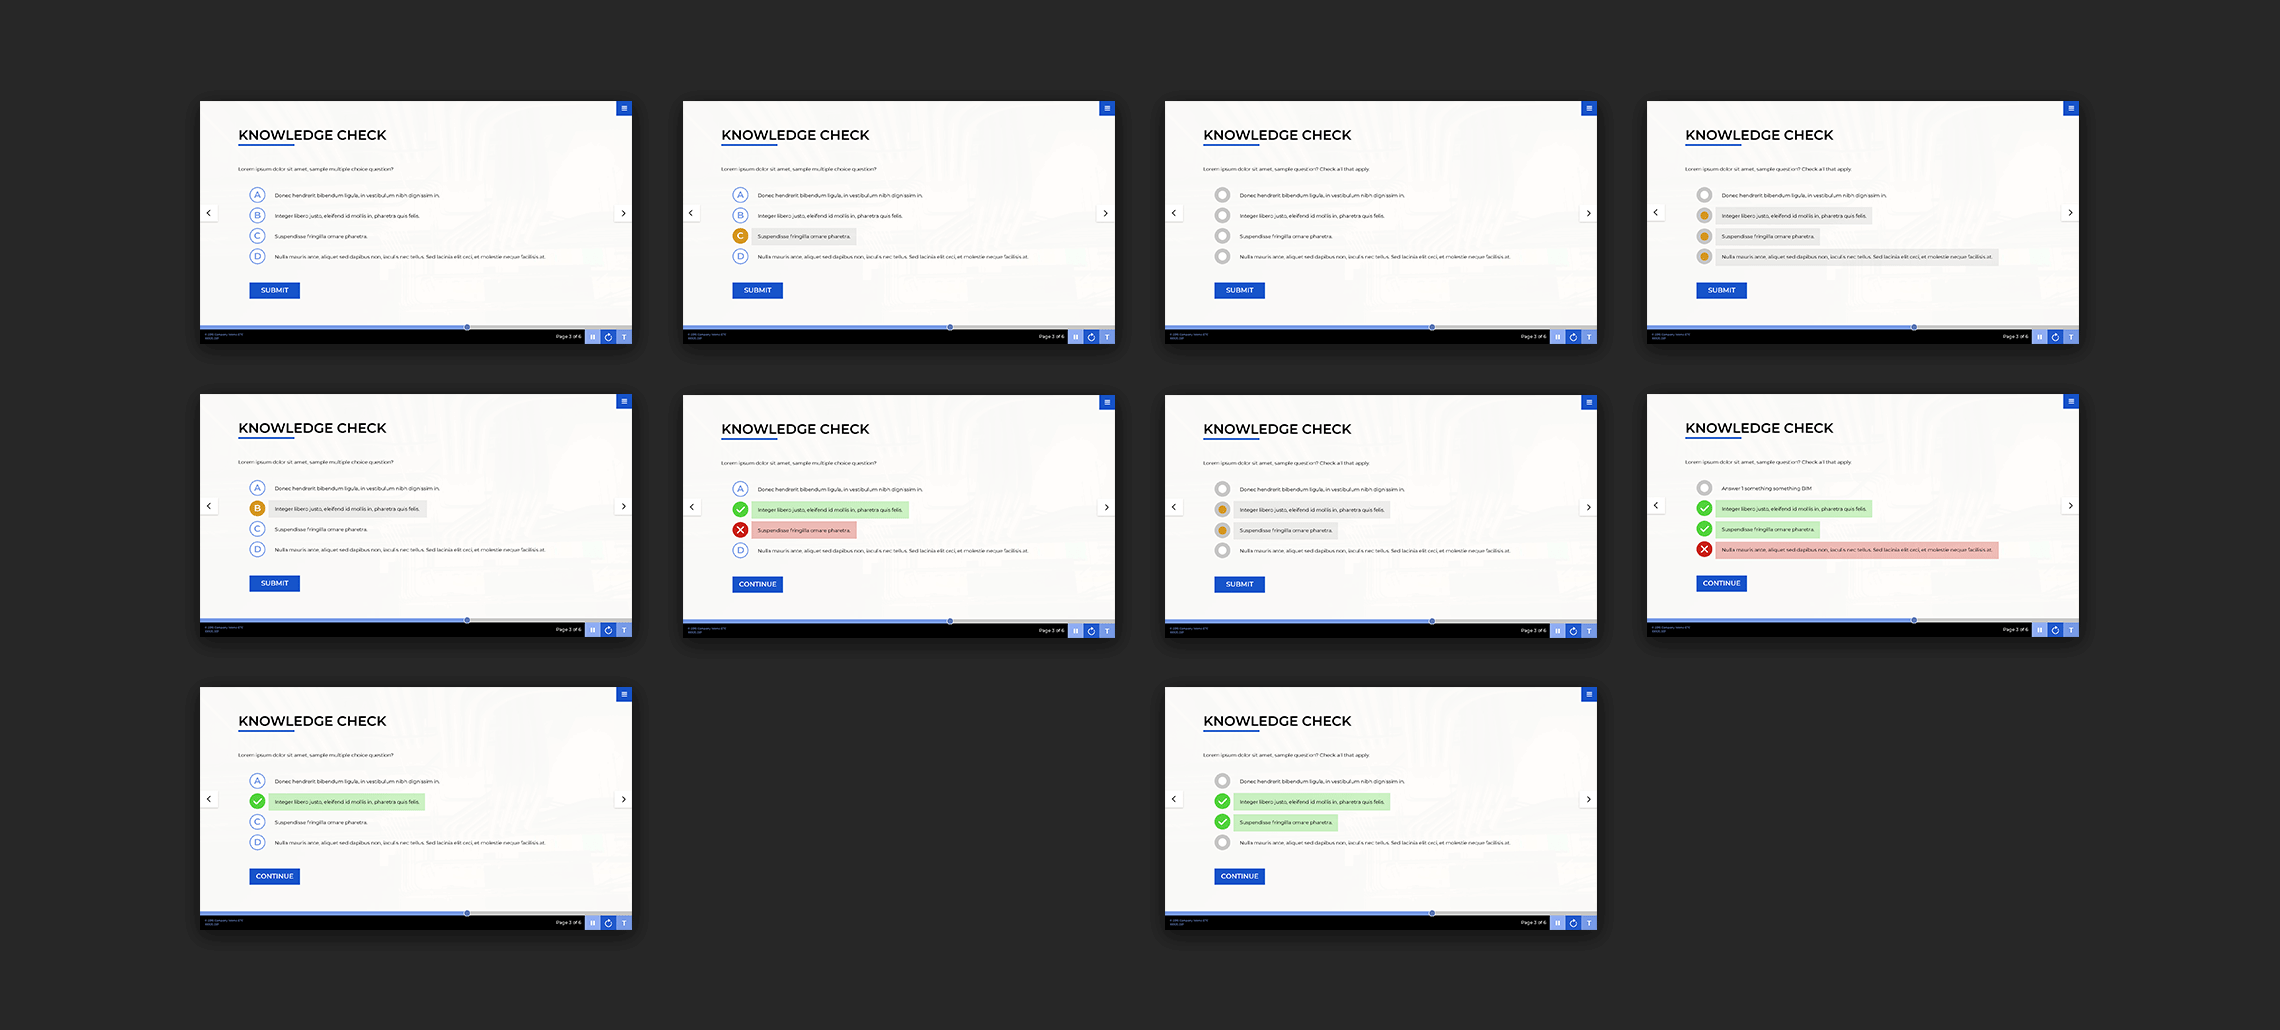 KNOWLEDGE CHECK
Lorem ipsum dolor sit amet, sample multiple choice question?
A Donec hendrerit bibendum ligula, in vestibulum nibh dignissim in.
B Integer libero justo, eleifend id mollis in, pharetra quis felis.
C Suspendisse fringilla ornare pharetra.
D Nulla mauris ante, aliquet sed dapibus non, iaculis nec tellus. Sed lacinia elit orci, et molestie neque facilisis at.
SUBMIT
Page 3 of 6 T
KNOWLEDGE CHECK
Lorem ipsum dolor sit amet, sample multiple choice question?
A Donec hendrerit bibendum ligula, in vestibulum nibh dignissim in.
B Integer libero justo, eleifend id mollis in, pharetra quis felis.
C Suspendisse fringilla ornare pharetra.
D Nulla mauris ante, aliquet sed dapibus non, iaculis nec tellus. Sed lacinia elit orci, et molestie neque facilisis at.
SUBMIT
Page 3 of 6 T
KNOWLEDGE CHECK
Lorem ipsum dolor sit amet, sample question? Check all that apply.
Donec hendrerit bibendum ligula, in vestibulum nibh dignissim in.
Integer libero justo, eleifend id mollis in, pharetra quis felis.
Suspendisse fringilla ornare pharetra.
Nulla mauris ante, aliquet sed dapibus non, iaculis nec tellus. Sed lacinia elit orci, et molestie neque facilisis at.
SUBMIT
Page 3 of 6 T
KNOWLEDGE CHECK
Lorem ipsum dolor sit amet, sample question? Check all that apply.
Donec hendrerit bibendum ligula, in vestibulum nibh dignissim in.
Integer libero justo, eleifend id mollis in, pharetra quis felis.
Suspendisse fringilla ornare pharetra.
Nulla mauris ante, aliquet sed dapibus non, iaculis nec tellus. Sed lacinia elit orci, et molestie neque facilisis at.
SUBMIT
Page 3 of 6 T
KNOWLEDGE CHECK
Lorem ipsum dolor sit amet, sample multiple choice question?
A Donec hendrerit bibendum ligula, in vestibulum nibh dignissim in.
B Integer libero justo, eleifend id mollis in, pharetra quis felis.
C Suspendisse fringilla ornare pharetra.
D Nulla mauris ante, aliquet sed dapibus non, iaculis nec tellus. Sed lacinia elit orci, et molestie neque facilisis at.
SUBMIT
Page 3 of 6 T
KNOWLEDGE CHECK
Lorem ipsum dolor sit amet, sample multiple choice question?
A Donec hendrerit bibendum ligula, in vestibulum nibh dignissim in.
Integer libero justo, eleifend id mollis in, pharetra quis felis.
Suspendisse fringilla ornare pharetra.
D Nulla mauris ante, aliquet sed dapibus non, iaculis nec tellus. Sed lacinia elit orci, et molestie neque facilisis at.
CONTINUE
Page 3 of 6 T
KNOWLEDGE CHECK
Lorem ipsum dolor sit amet, sample question? Check all that apply.
Donec hendrerit bibendum ligula, in vestibulum nibh dignissim in.
Integer libero justo, eleifend id mollis in, pharetra quis felis.
Suspendisse fringilla ornare pharetra.
Nulla mauris ante, aliquet sed dapibus non, iaculis nec tellus. Sed lacinia elit orci, et molestie neque facilisis at.
SUBMIT
Page 3 of 6 T
KNOWLEDGE CHECK
Lorem ipsum dolor sit amet, sample question? Check all that apply.
Answer 1 something something BIM
Integer libero justo, eleifend id mollis in, pharetra quis felis.
Suspendisse fringilla ornare pharetra.
Nulla mauris ante, aliquet sed dapibus non, iaculis nec tellus. Sed lacinia elit orci, et molestie neque facilisis at.
CONTINUE
Page 3 of 6 T
KNOWLEDGE CHECK
Lorem ipsum dolor sit amet, sample multiple choice question?
A Donec hendrerit bibendum ligula, in vestibulum nibh dignissim in.
Integer libero justo, eleifend id mollis in, pharetra quis felis.
C Suspendisse fringilla ornare pharetra.
D Nulla mauris ante, aliquet sed dapibus non, iaculis nec tellus. Sed lacinia elit orci, et molestie neque facilisis at.
CONTINUE
Page 3 of 6 T
KNOWLEDGE CHECK
Lorem ipsum dolor sit amet, sample question? Check all that apply.
Donec hendrerit bibendum ligula, in vestibulum nibh dignissim in.
Integer libero justo, eleifend id mollis in, pharetra quis felis.
Suspendisse fringilla ornare pharetra.
Nulla mauris ante, aliquet sed dapibus non, iaculis nec tellus. Sed lacinia elit orci, et molestie neque facilisis at.
CONTINUE
Page 3 of 6 T